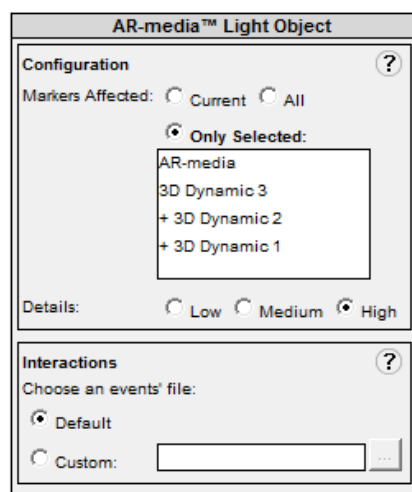 AR-media™ Light Object
Configuration ?
Markers Affected: Current All
Only Selected:
AR-media
3D Dynamic 3
+ 3D Dynamic 2
+ 3D Dynamic 1
Details: Low Medium High
Interactions ?
Choose an events' file:
Default
Custom: ...